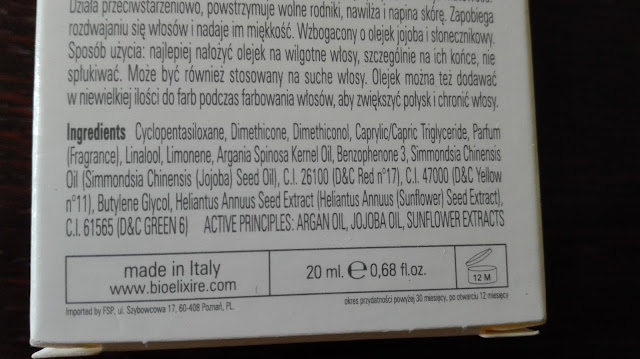 Działa przeciwstarzeniowo, powstrzymuje wolne rodniki, nawilża i napina skórę. Zapobiega
rozdwajaniu się włosów i nadaje im miękkość. Wzbogacony o olejek jojoba i słonecznikowy.
Sposób użycia: najlepiej nałożyć olejek na wilgotne włosy, szczególnie na ich końce, nie
spłukiwać. Może być również stosowany na suche włosy. Olejek można też dodawać
w niewielkiej ilości do farb podczas farbowania włosów, aby zwiększyć połysk i chronić włosy.
Ingredients Cyclopentasiloxane, Dimethicone, Dimethiconol, Caprylic/Capric Triglyceride, Parfum
(Fragrance), Linalool, Limonene, Argania Spinosa Kernel Oil, Benzophenone 3, Simmondsia Chinensis
Oil (Simmondsia Chinensis (Jojoba) Seed Oil), C.I. 26100 (D&C Red n°17), C.I. 47000 (D&C Yellow
n°11), Butylene Glycol, Heliantus Annuus Seed Extract (Heliantus Annuus (Sunflower) Seed Extract),
C.I. 61565 (D&C GREEN 6) ACTIVE PRINCIPLES: ARGAN OIL, JOJOBA OIL, SUNFLOWER EXTRACTS
made in Italy
www.bioelixire.com
20 ml. ℮ 0,68 fl.oz.
12 M
Imported by FSP, ul. Szybowcowa 17, 60-408 Poznań, PL.
okres przydatności powyżej 30 miesięcy, po otwarciu 12 miesięcy